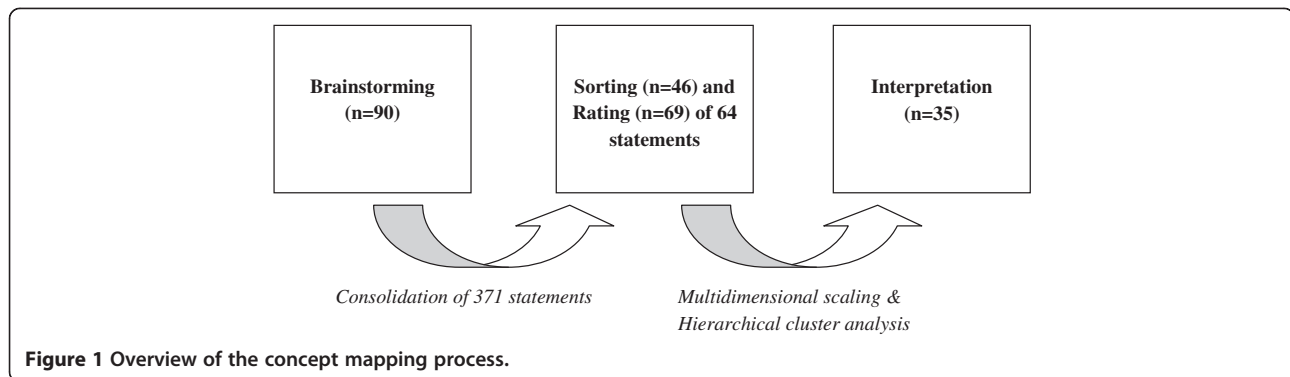 Brainstorming
(n=90)
Sorting (n=46) and
Rating (n=69) of 64
statements
Interpretation
(n=35)
Consolidation of 371 statements
Multidimensional scaling &
Hierarchical cluster analysis
Figure 1 Overview of the concept mapping process.